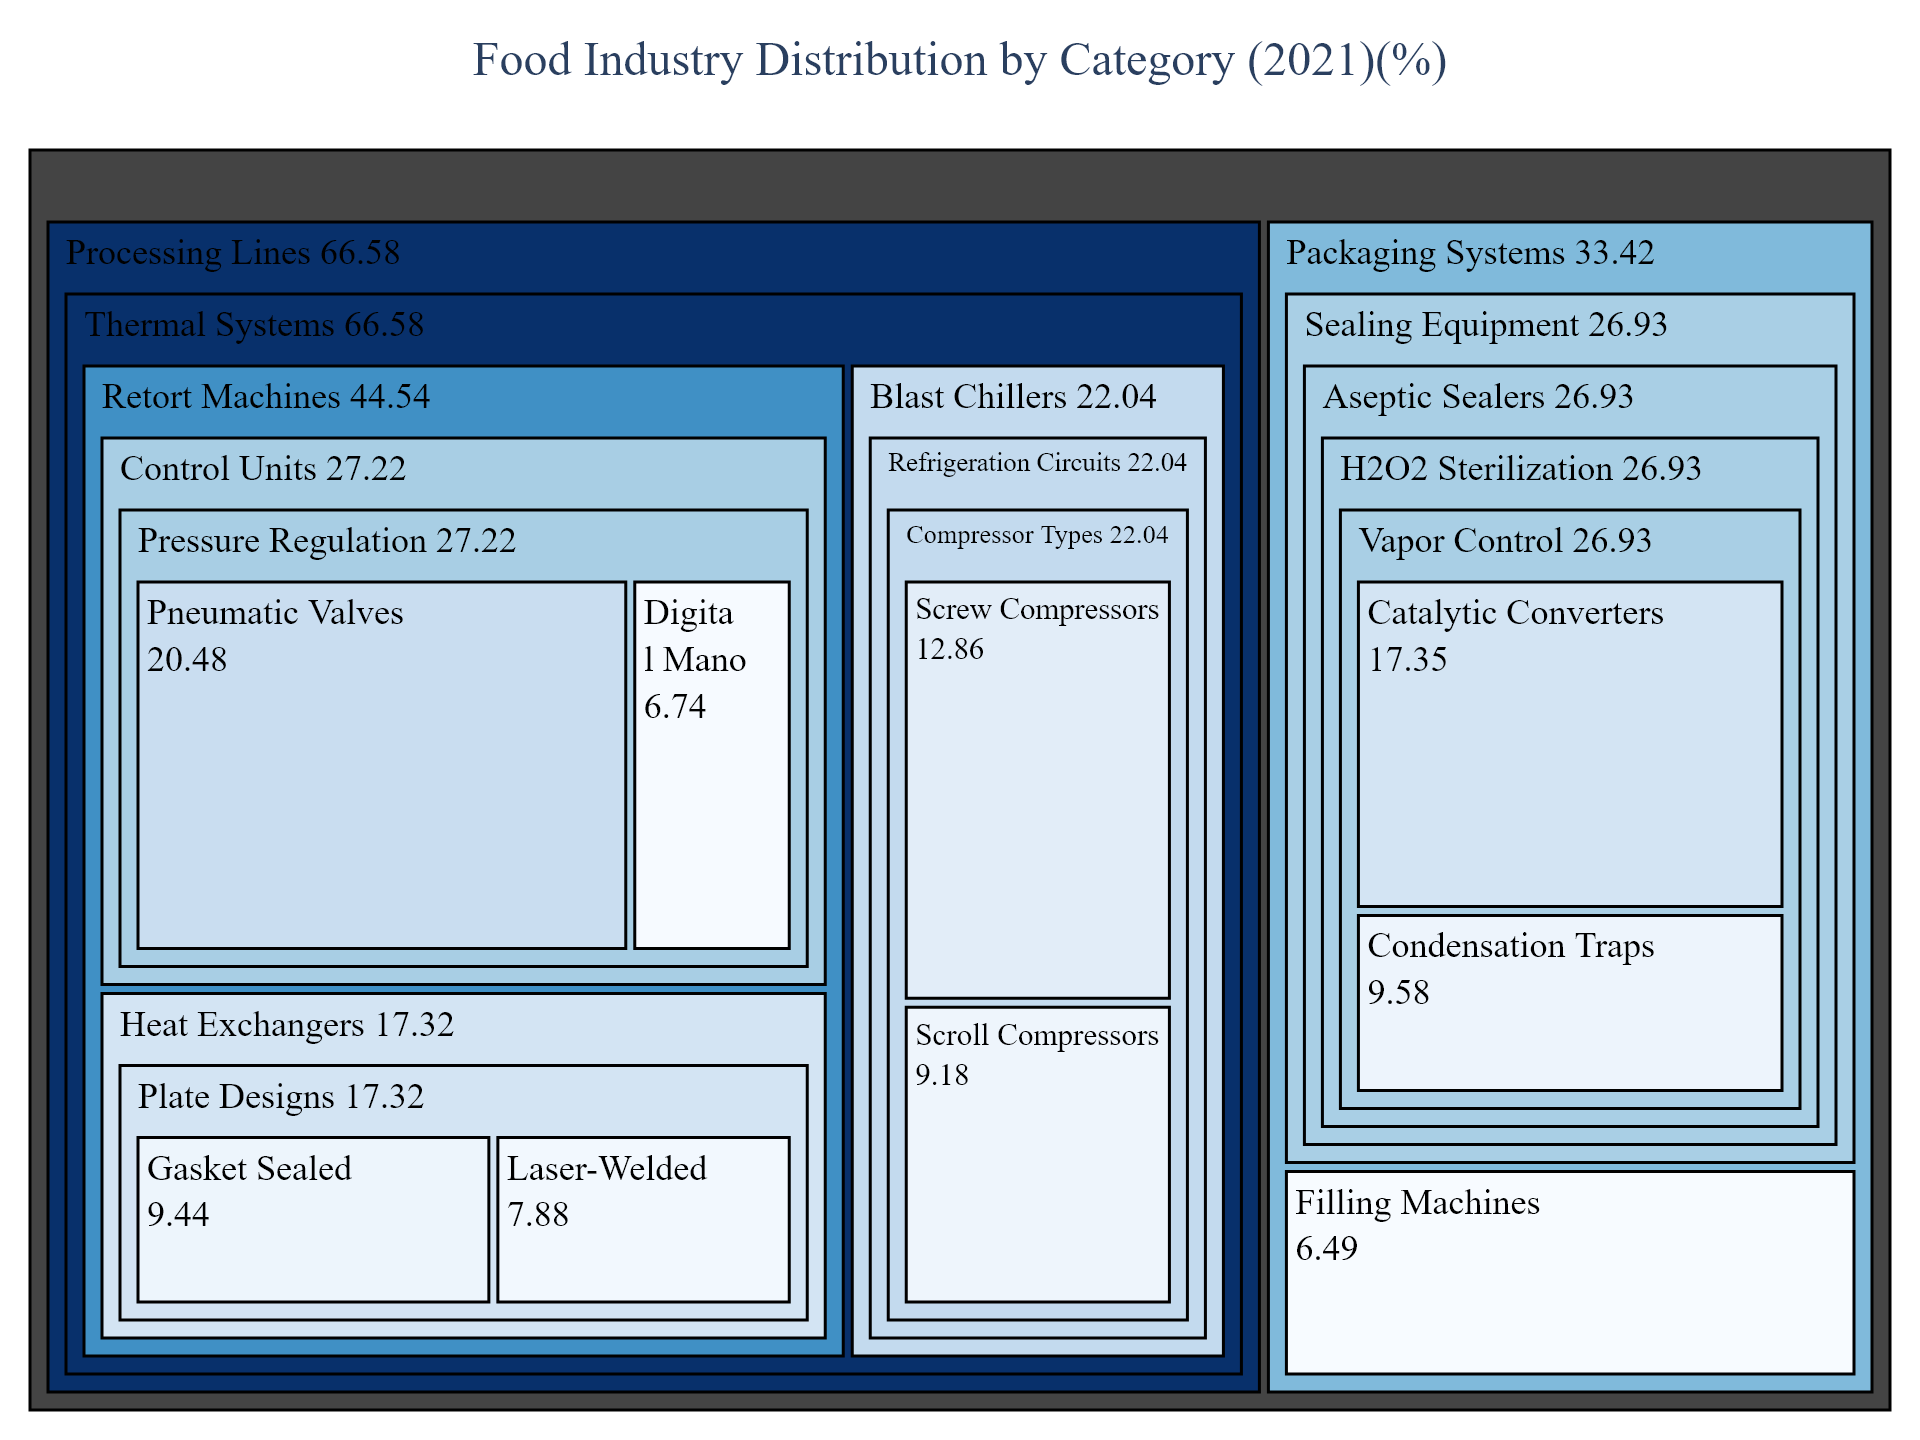 Food Industry Distribution by Category (2021)(%)
Processing Lines 66.58
Thermal Systems 66.58
Retort Machines 44.54
Control Units 27.22
Pressure Regulation 27.22
Pneumatic Valves
20.48
Digita
l Mano
6.74
Heat Exchangers 17.32
Plate Designs 17.32
Gasket Sealed
9.44
Laser-Welded
7.88
Blast Chillers 22.04
Refrigeration Circuits 22.04
Compressor Types 22.04
Screw Compressors
12.86
Scroll Compressors
9.18
Packaging Systems 33.42
Sealing Equipment 26.93
Aseptic Sealers 26.93
H2O2 Sterilization 26.93
Vapor Control 26.93
Catalytic Converters
17.35
Condensation Traps
9.58
Filling Machines
6.49